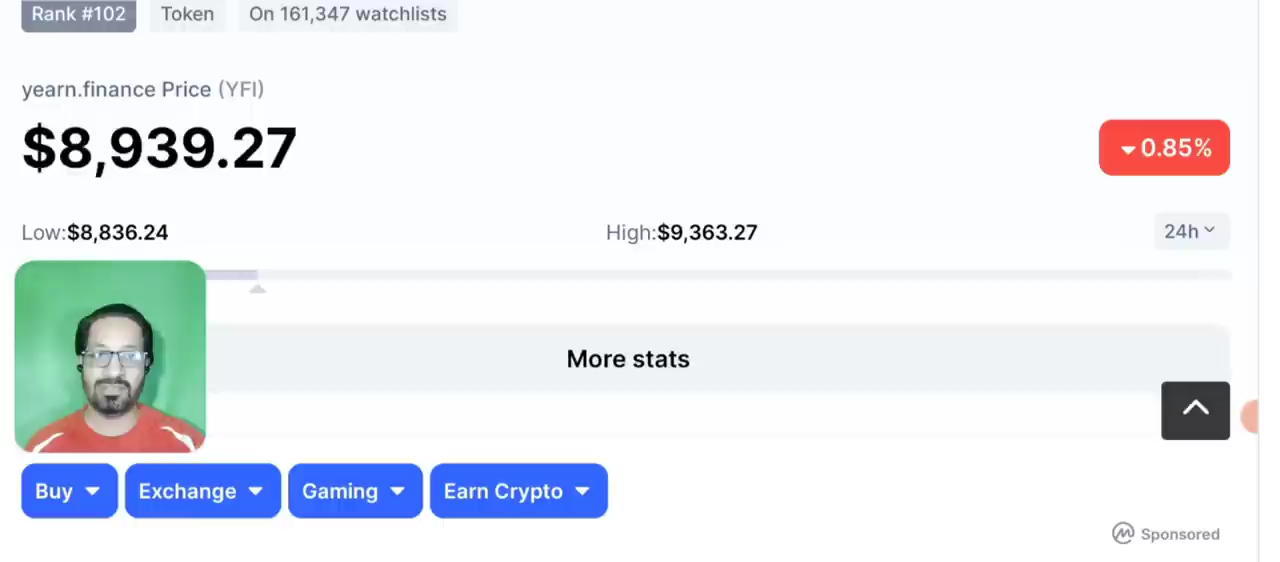 Rank #102 Token On 161,347 watchlists
yearn.finance Price (YFI)
$8,939.27 0.85%
Low:$8,836.24 High:$9,363.27 24h
More stats
Buy Exchange Gaming Earn Crypto
Sponsored